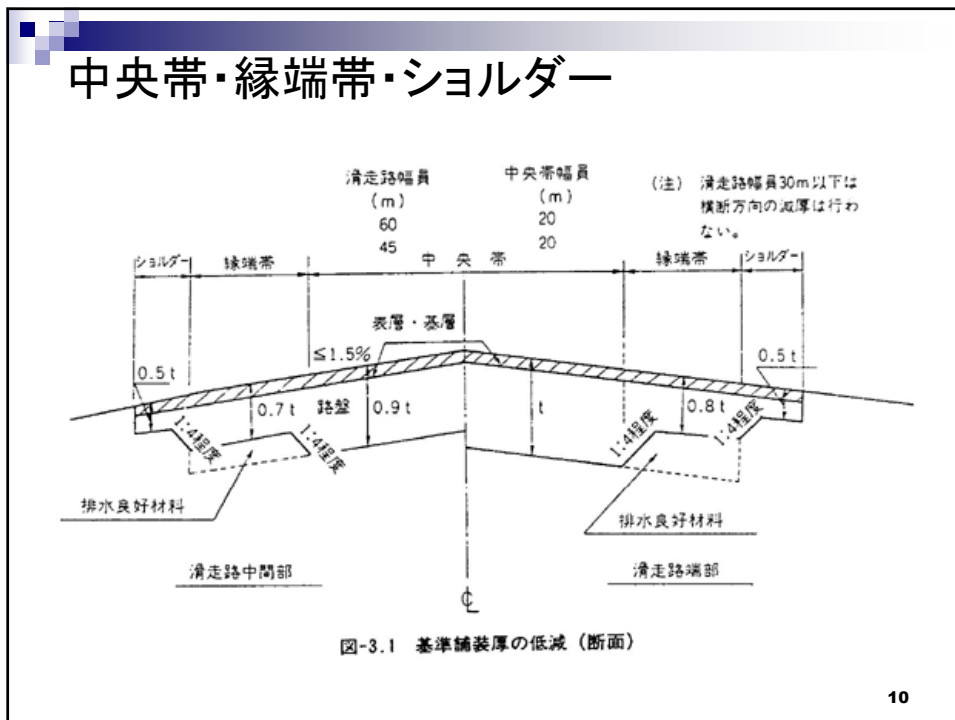 中央帯・縁端帯・ショルダー
滑走路幅員
(m)
60
45
中央帯幅員
(m)
20
20
(注) 滑走路幅員30m以下は
横断方向の減厚は行わ
ない。
ショルダー
縁端帯
中央帯
縁端帯
ショルダー
表層・基層
≦1.5%
0.5t
0.5t
0.7t
路盤
0.9t
t
0.8t
1:4程度
1:4程度
1:4程度
1:4程度
排水良好材料
排水良好材料
滑走路中間部
滑走路端部
℄
図-3.1 基準舗装厚の低減(断面)
10